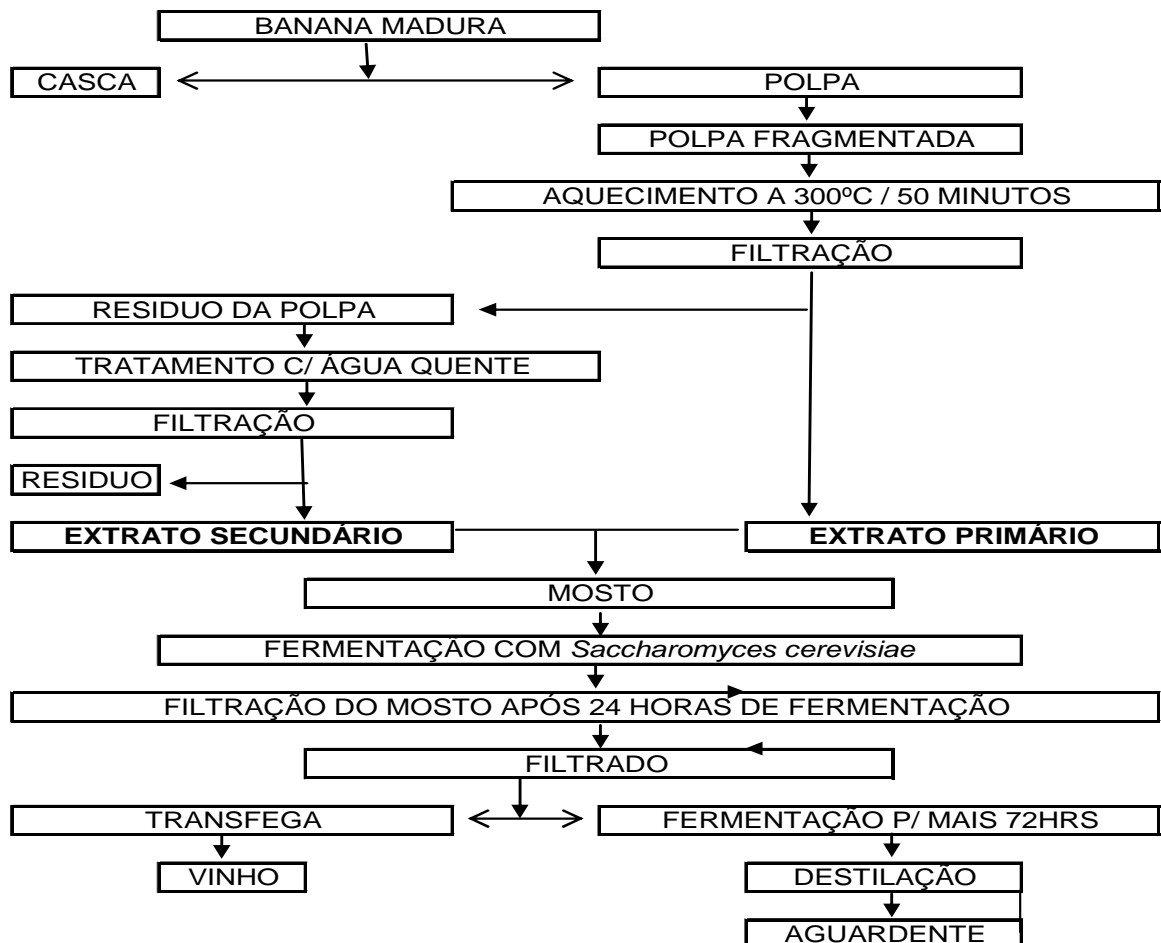 BANANA MADURA
CASCA
POLPA
POLPA FRAGMENTADA
AQUECIMENTO A 300ºC / 50 MINUTOS
FILTRAÇÃO
RESIDUO DA POLPA
TRATAMENTO C/ ÁGUA QUENTE
FILTRAÇÃO
RESIDUO
EXTRATO SECUNDÁRIO
EXTRATO PRIMÁRIO
MOSTO
FERMENTAÇÃO COM Saccharomyces cerevisiae
FILTRAÇÃO DO MOSTO APÓS 24 HORAS DE FERMENTAÇÃO
FILTRADO
TRANSFEGA
FERMENTAÇÃO P/ MAIS 72HRS
VINHO
DESTILAÇÃO
AGUARDENTE